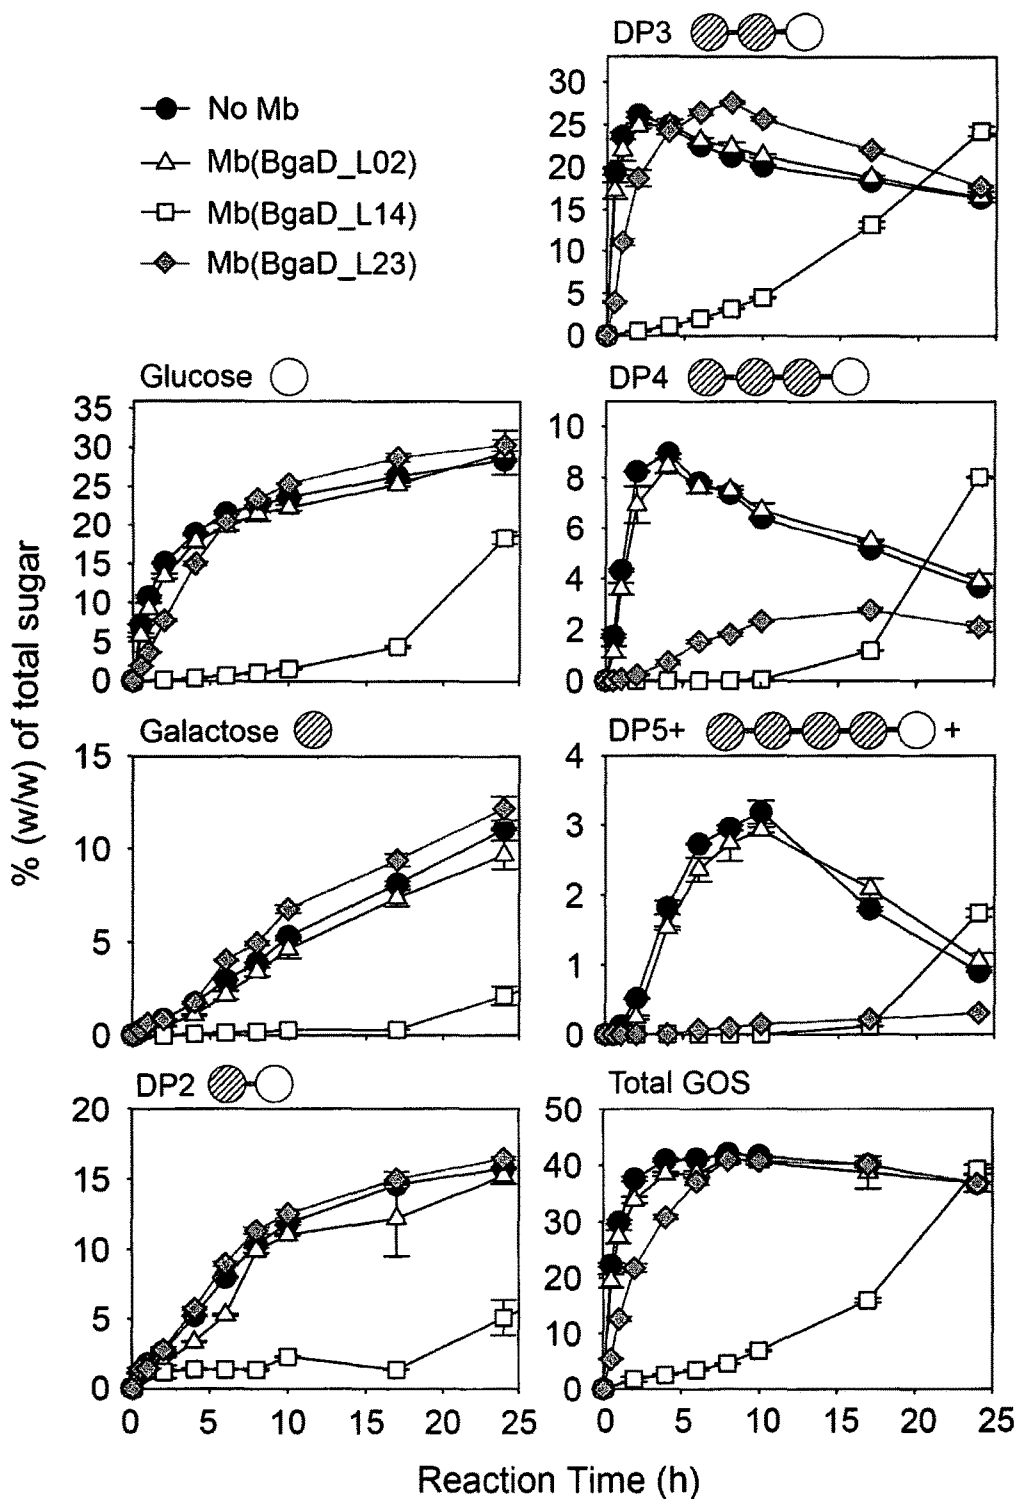 No Mb
Mb(BgaD_L02)
Mb(BgaD_L14)
Mb(BgaD_L23)
DP3
30
25
20
15
10
5
0
Glucose
35
30
25
20
15
10
5
0
DP4
10
8
6
4
2
0
Galactose
15
10
5
0
DP5+ +
4
3
2
1
0
DP2
20
15
10
5
0
0 5 10 15 20 25
Total GOS
50
40
30
20
10
0
0 5 10 15 20 25
% (w/w) of total sugar
Reaction Time (h)